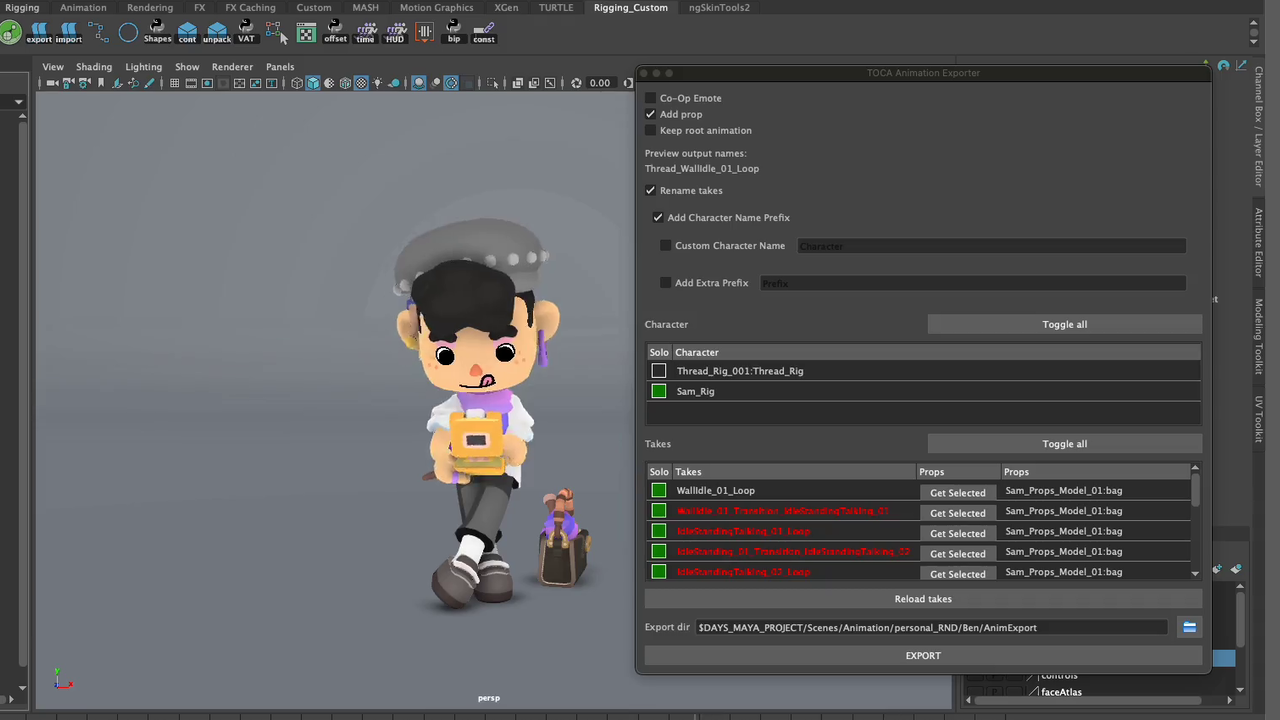 Rigging Animation Rendering FX FX Caching Custom MASH Motion Graphics XGen TURTLE Rigging_Custom ngSkinTools2
export import Shapes cont unpack VAT offset time HUD bip const
View Shading Lighting Show Renderer Panels
0.00
TOCA Animation Exporter
Co-Op Emote
Add prop
Keep root animation
Preview output names:
Thread_WallIdle_01_Loop
Rename takes
Add Character Name Prefix
Custom Character Name Character
Add Extra Prefix Prefix
Character Toggle all
Solo Character
Thread_Rig_001:Thread_Rig
Sam_Rig
Takes Toggle all
Solo Takes Props Props
WallIdle_01_Loop Get Selected Sam_Props_Model_01:bag
WallIdle_01_Transition_IdleStandingTalking_01 Get Selected Sam_Props_Model_01:bag
IdleStandingTalking_01_Loop Get Selected Sam_Props_Model_01:bag
IdleStanding_01_Transition_IdleStandingTalking_02 Get Selected Sam_Props_Model_01:bag
IdleStandingTalking_02_Loop Get Selected Sam_Props_Model_01:bag
Reload takes
Export dir $DAYS_MAYA_PROJECT/Scenes/Animation/personal_RND/Ben/AnimExport
EXPORT
Channel Box / Layer Editor
Attribute Editor
Modeling Toolkit
UV Toolkit
controls
faceAtlas
persp
y
x